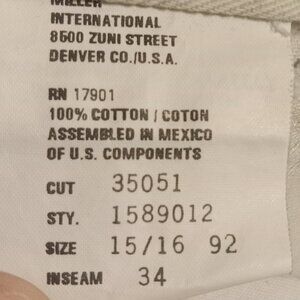 MILLER
INTERNATIONAL
8500 ZUNI STREET
DENVER CO./U.S.A.
RN 17901
100% COTTON / COTON
ASSEMBLED IN MEXICO
OF U.S. COMPONENTS
CUT 35051
STY. 1589012
SIZE 15/16 92
INSEAM 34